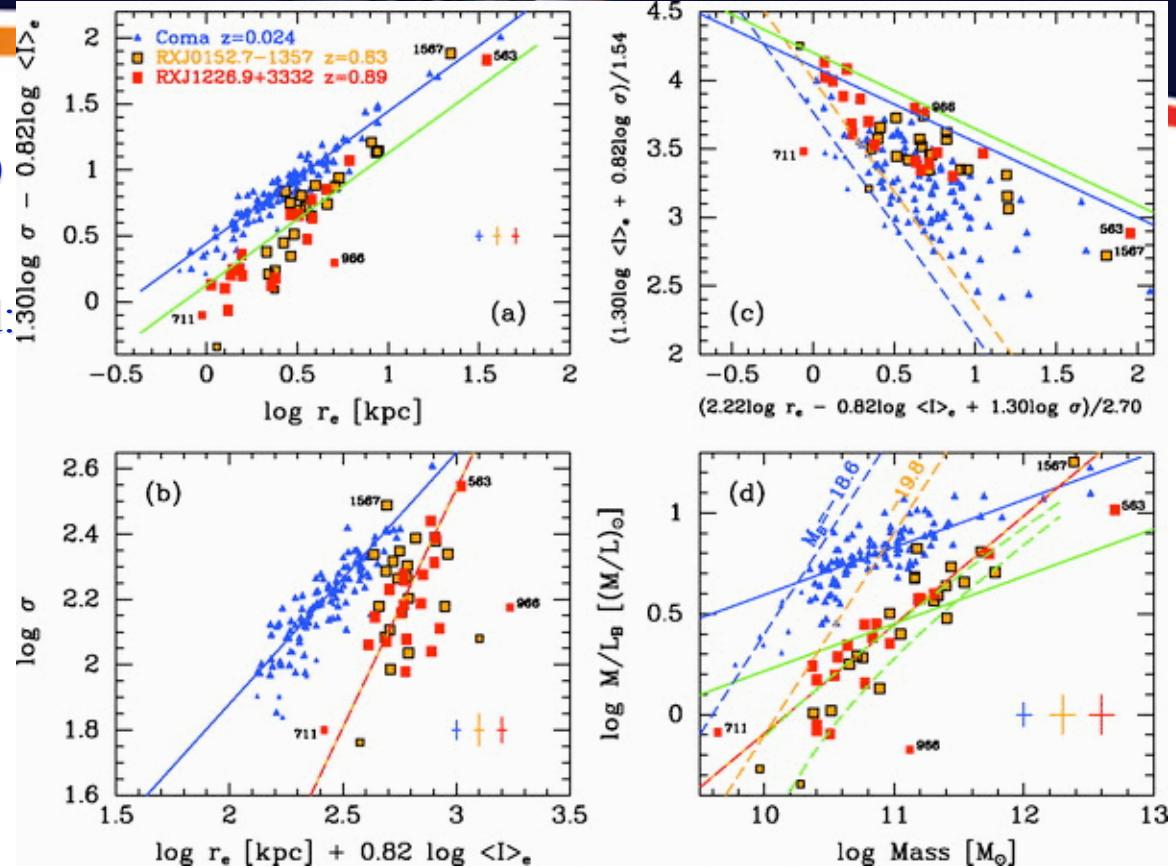 1.30log σ − 0.82log <I>e
2
1.5
1
0.5
0
Coma z=0.024
RXJ0152.7−1357 z=0.83
RXJ1226.9+3332 z=0.89
1567
563
966
711
(a)
−0.5 0 0.5 1 1.5 2
log re [kpc]
(1.30log <I>e + 0.82log σ)/1.54
4.5
4
3.5
3
2.5
2
966
711
563
1567
(c)
−0.5 0 0.5 1 1.5 2
(2.22log re − 0.82log <I>e + 1.30log σ)/2.70
log σ
2.6
2.4
2.2
2
1.8
1.6
(b)
1567
563
966
711
1.5 2 2.5 3 3.5
log re [kpc] + 0.82 log <I>e
log M/LB [(M/L)⊙]
1
0.5
0
(d)
MB=−18.6
−19.8
1567
563
711
966
10 11 12 13
log Mass [M⊙]